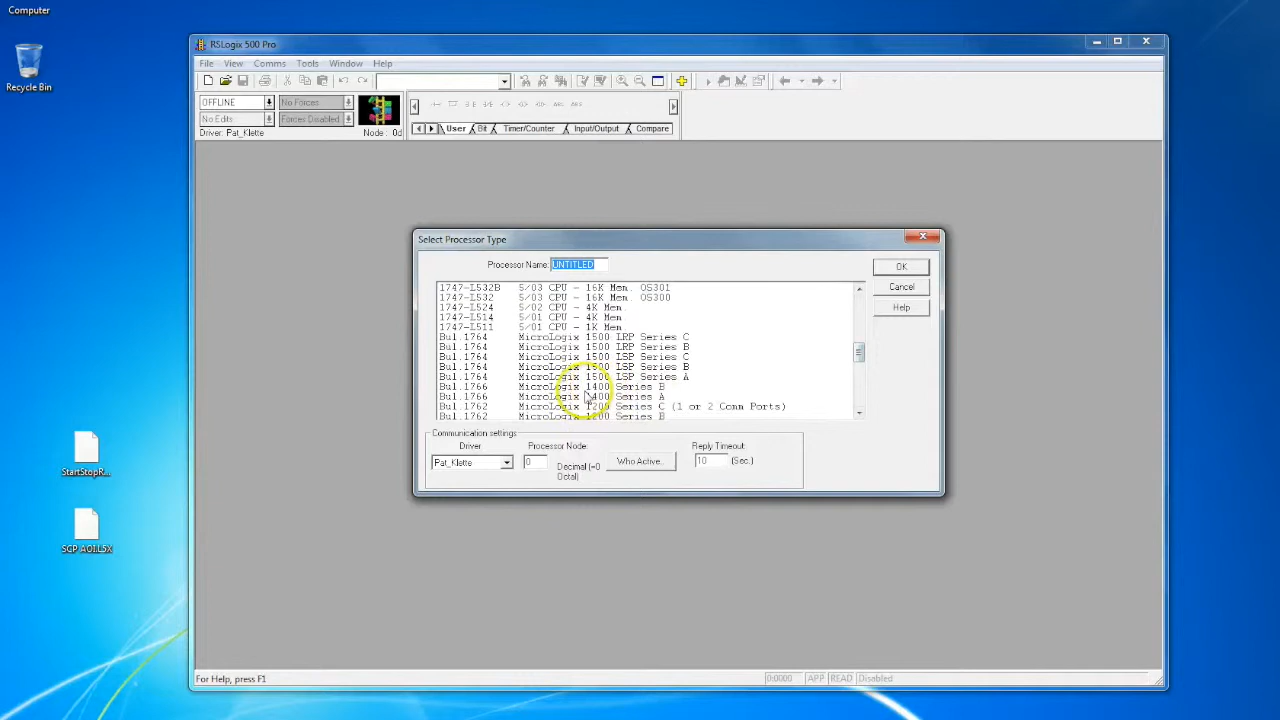 Computer
Recycle Bin
StartStopR...
SCP AOI.L5X
RSLogix 500 Pro
File View Comms Tools Window Help
OFFLINE No Forces
No Edits Forces Disabled
Driver: Pat_Klette Node : 0d
User Bit Timer/Counter Input/Output Compare
Select Processor Type
Processor Name: UNTITLED
OK
Cancel
Help
1747-L532B 5/03 CPU - 16K Mem. OS301
1747-L532 5/03 CPU - 16K Mem. OS300
1747-L524 5/02 CPU - 4K Mem.
1747-L514 5/01 CPU - 4K Mem.
1747-L511 5/01 CPU - 1K Mem.
Bul.1764 MicroLogix 1500 LRP Series C
Bul.1764 MicroLogix 1500 LRP Series B
Bul.1764 MicroLogix 1500 LSP Series C
Bul.1764 MicroLogix 1500 LSP Series B
Bul.1764 MicroLogix 1500 LSP Series A
Bul.1766 MicroLogix 1400 Series B
Bul.1766 MicroLogix 1400 Series A
Bul.1762 MicroLogix 1200 Series C (1 or 2 Comm Ports)
Bul.1762 MicroLogix 1200 Series B
Communication settings
Driver Processor Node: Reply Timeout:
Pat_Klette 0 Decimal (=0 Octal) Who Active... 10 (Sec.)
For Help, press F1 0:0000 APP READ Disabled